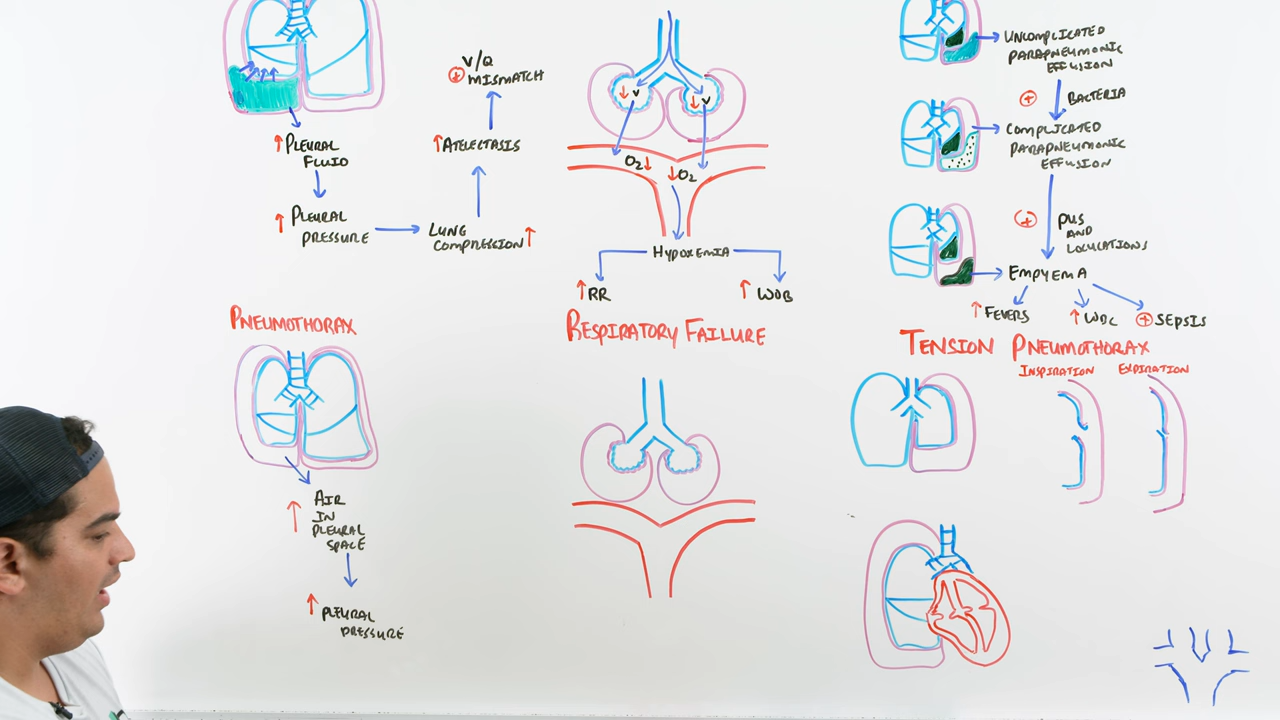 ↑ PLEURAL
FLUID
↑ PLEURAL
PRESSURE
LUNG
COMPRESSION ↑
↑ ATELECTASIS
V/Q
⊕ MISMATCH
↓ V
↓ V
O2↓
↓O2
HYPOXEMIA
↑ RR
↑ WOB
RESPIRATORY FAILURE
UNCOMPLICATED
PARAPNEUMONIC
EFFUSION
⊕ BACTERIA
COMPLICATED
PARAPNEUMONIC
EFFUSION
⊕ PUS
AND
LOCULATIONS
EMPYEMA
↑ FEVERS
↑ WBC
⊕ SEPSIS
PNEUMOTHORAX
↑ AIR
IN
PLEURAL
SPACE
↑ PLEURAL
PRESSURE
TENSION PNEUMOTHORAX
INSPIRATION
EXPIRATION